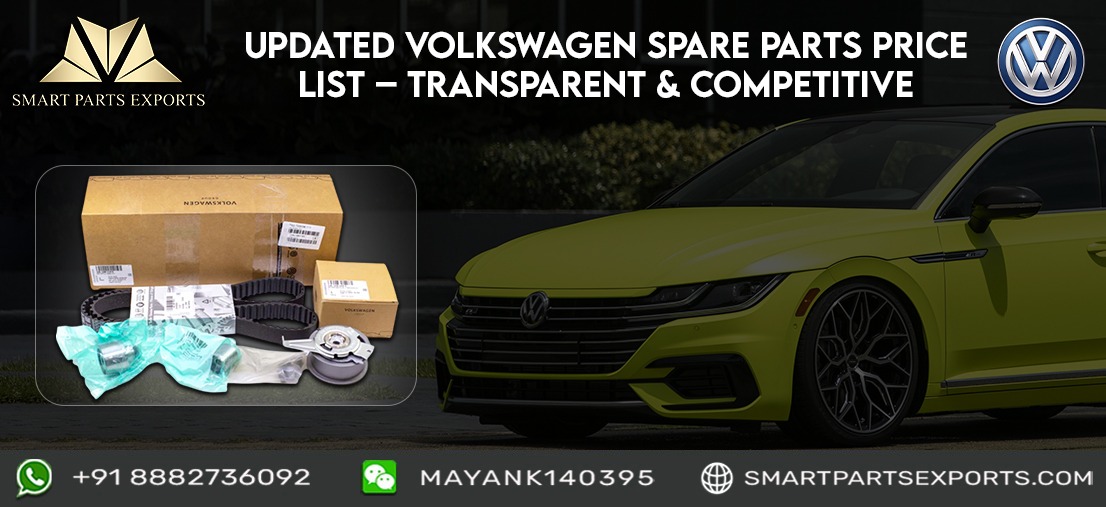 UPDATED VOLKSWAGEN SPARE PARTS PRICE
LIST – TRANSPARENT & COMPETITIVE
SMART PARTS EXPORTS
VOLKSWAGEN
+91 8882736092
MAYANK140395
SMARTPARTSEXPORTS.COM